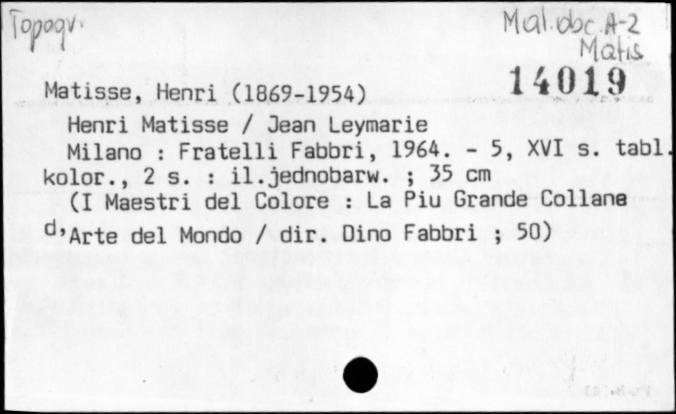 Topogr.
Mal.obc. A-2
Matis
14019
Matisse, Henri (1869-1954)
Henri Matisse / Jean Leymarie
Milano : Fratelli Fabbri, 1964. - 5, XVI s. tabl.
kolor., 2 s. : il.jednobarw. ; 35 cm
(I Maestri del Colore : La Piu Grande Collane
d'Arte del Mondo / dir. Dino Fabbri ; 50)